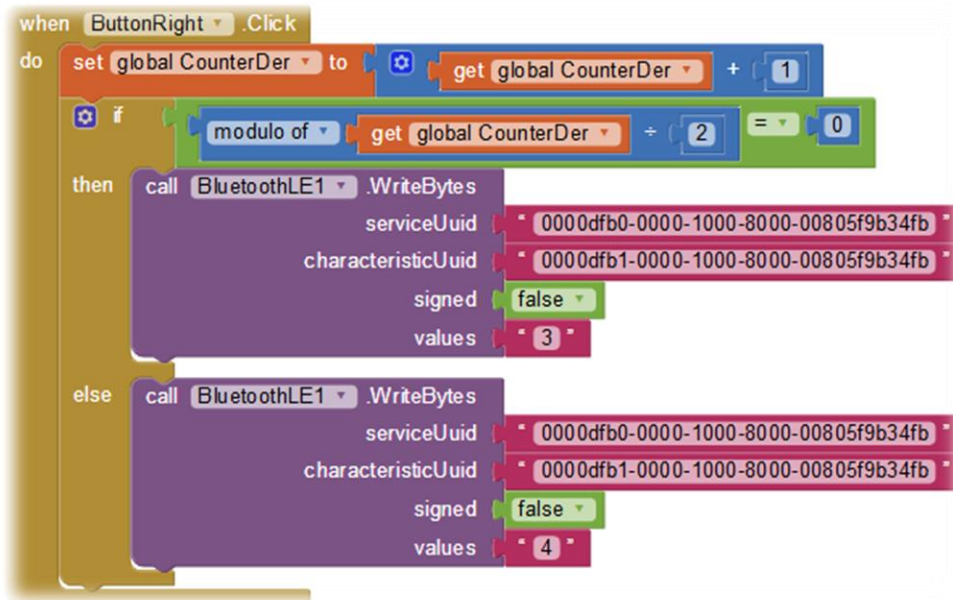 when ButtonRight .Click
do set global CounterDer to get global CounterDer + 1
if modulo of get global CounterDer ÷ 2 = 0
then call BluetoothLE1 .WriteBytes
serviceUuid " 0000dfb0-0000-1000-8000-00805f9b34fb "
characteristicUuid " 0000dfb1-0000-1000-8000-00805f9b34fb "
signed false
values " 3 "
else call BluetoothLE1 .WriteBytes
serviceUuid " 0000dfb0-0000-1000-8000-00805f9b34fb "
characteristicUuid " 0000dfb1-0000-1000-8000-00805f9b34fb "
signed false
values " 4 "